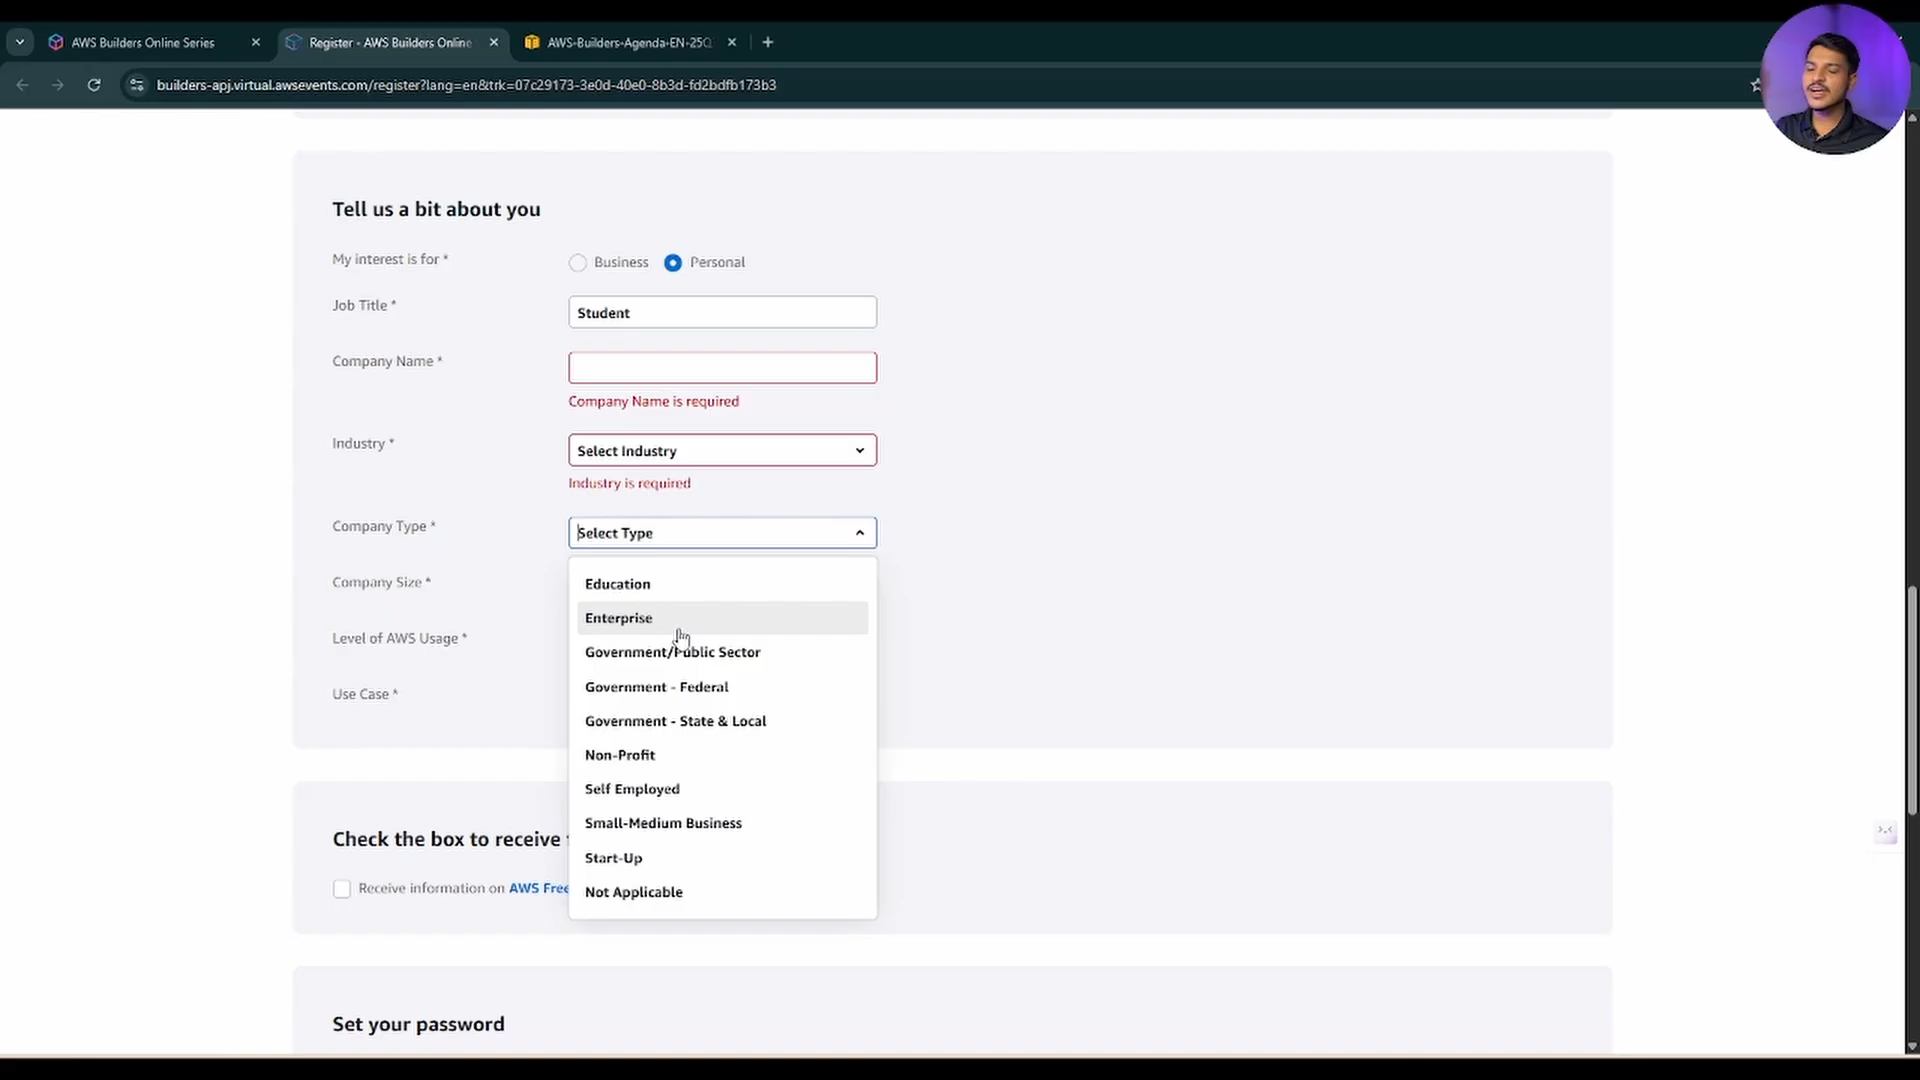 AWS Builders Online Series
Register - AWS Builders Online
AWS-Builders-Agenda-EN-25Q
builders-apj.virtual.awsevents.com/register?lang=en&trk=07c29173-3e0d-40e0-8b3d-fd2bdfb173b3
Tell us a bit about you
My interest is for *
Business
Personal
Job Title *
Student
Company Name *
Company Name is required
Industry *
Select Industry
Industry is required
Company Type *
Select Type
Education
Company Size *
Enterprise
Level of AWS Usage *
Government/Public Sector
Government - Federal
Use Case *
Government - State & Local
Non-Profit
Self Employed
Small-Medium Business
Check the box to receive
Start-Up
Receive information on AWS Free
Not Applicable
Set your password